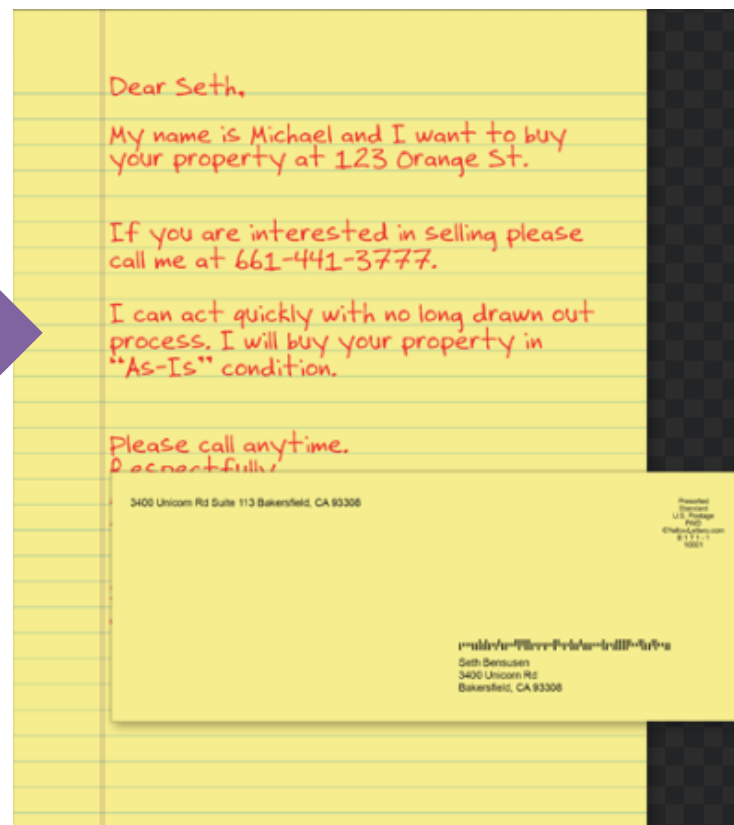 Dear Seth,
My name is Michael and I want to buy
your property at 123 Orange St.
If you are interested in selling please
call me at 661-441-3777.
I can act quickly with no long drawn out
process. I will buy your property in
“As-Is” condition.
Please call anytime.
Respectfully,
3400 Unicorn Rd Suite 113 Bakersfield, CA 93308
Presorted
Standard
U.S. Postage
PAID
©YellowLetters.com
Seth Bensusen
3400 Unicorn Rd
Bakersfield, CA 93308